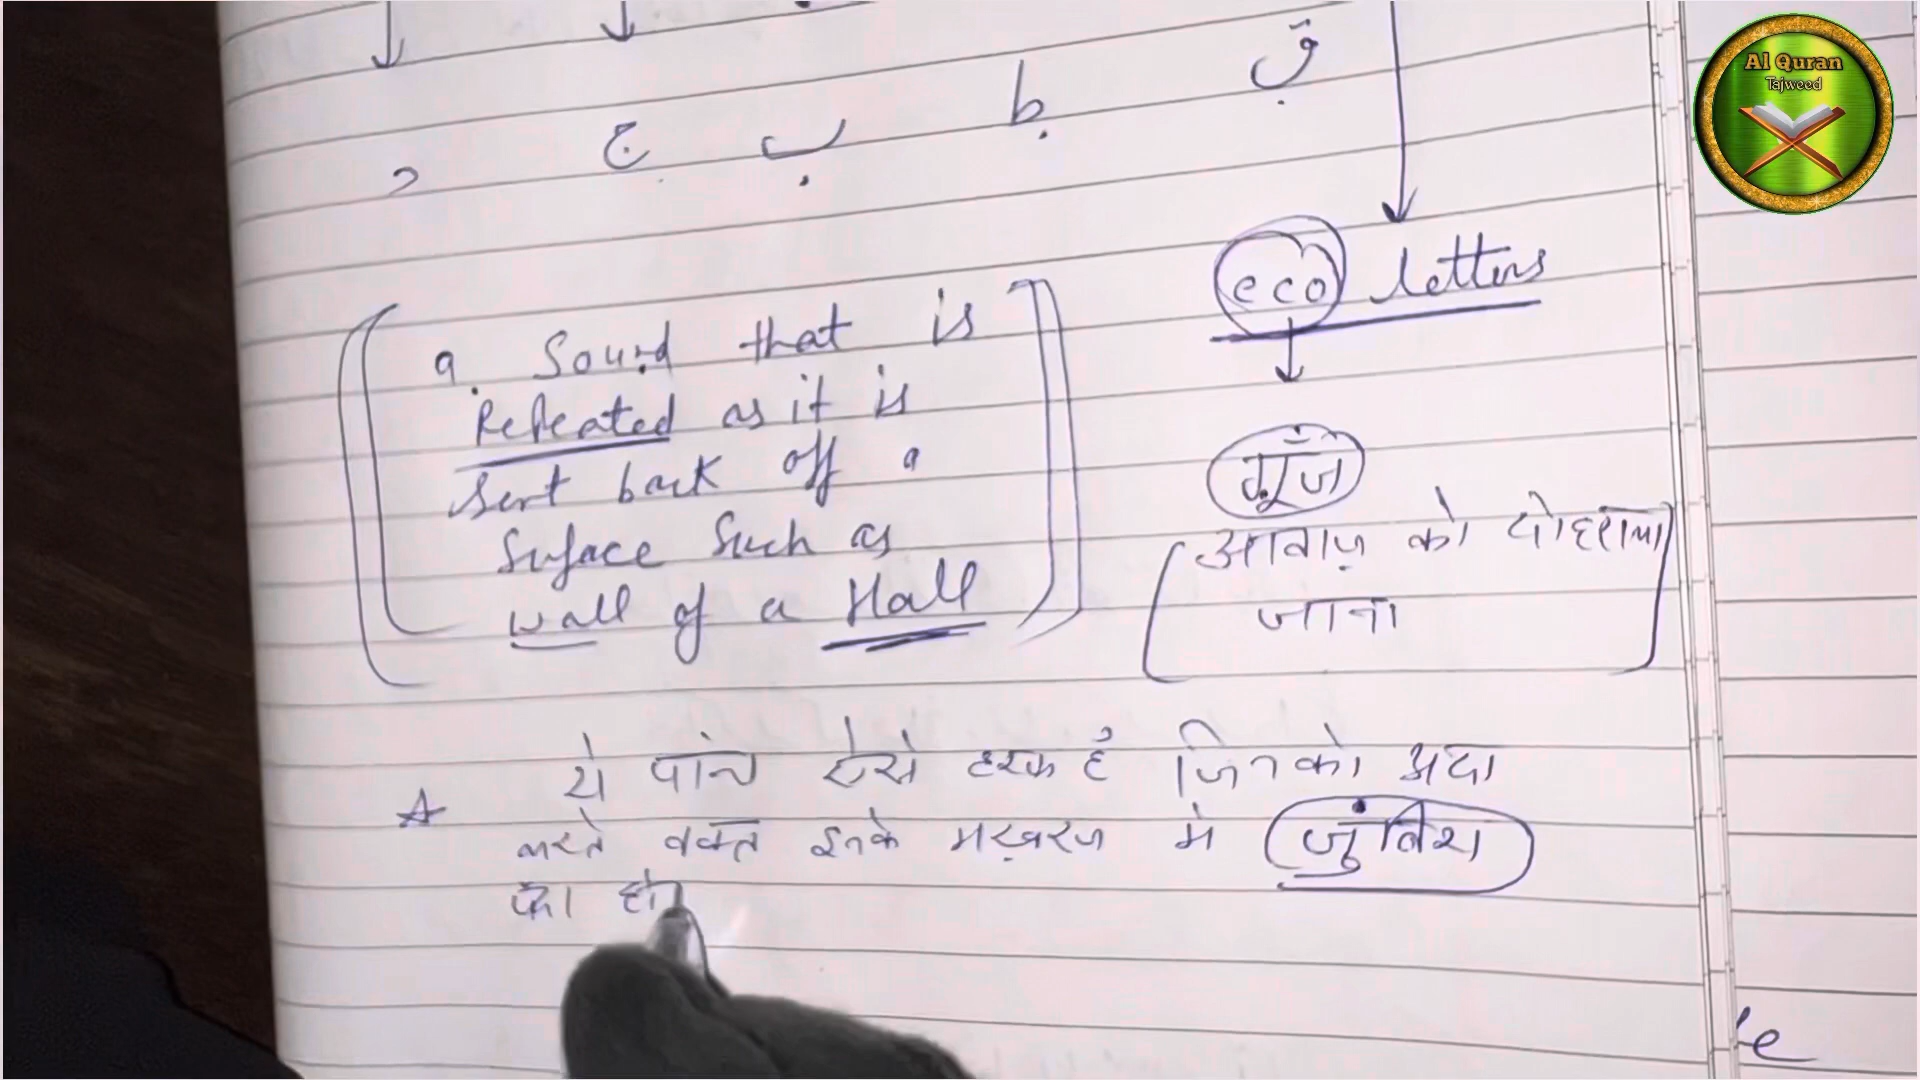 Al Quran
Tajweed
د ج ب ط ق
eco letters
a. Sound that is
Repeated as it is
Sent back off a
Suface Such as
wall of a Hall
गूँज
आवाज़ को दोहराया
जाना
ये पांच ऐसे हरफ है जिनको अदा
करते वक्त इनके मख़रज मे जुंबिश
का हो